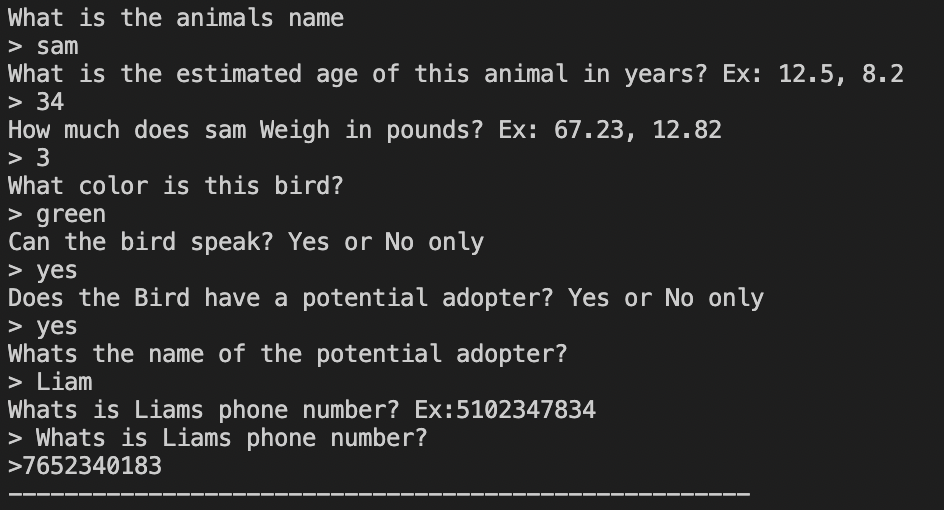 What is the animals name
> sam
What is the estimated age of this animal in years? Ex: 12.5, 8.2
> 34
How much does sam Weigh in pounds? Ex: 67.23, 12.82
> 3
What color is this bird?
> green
Can the bird speak? Yes or No only
> yes
Does the Bird have a potential adopter? Yes or No only
> yes
Whats the name of the potential adopter?
> Liam
Whats is Liams phone number? Ex:5102347834
> Whats is Liams phone number?
>7652340183
-----------------------------------------------------